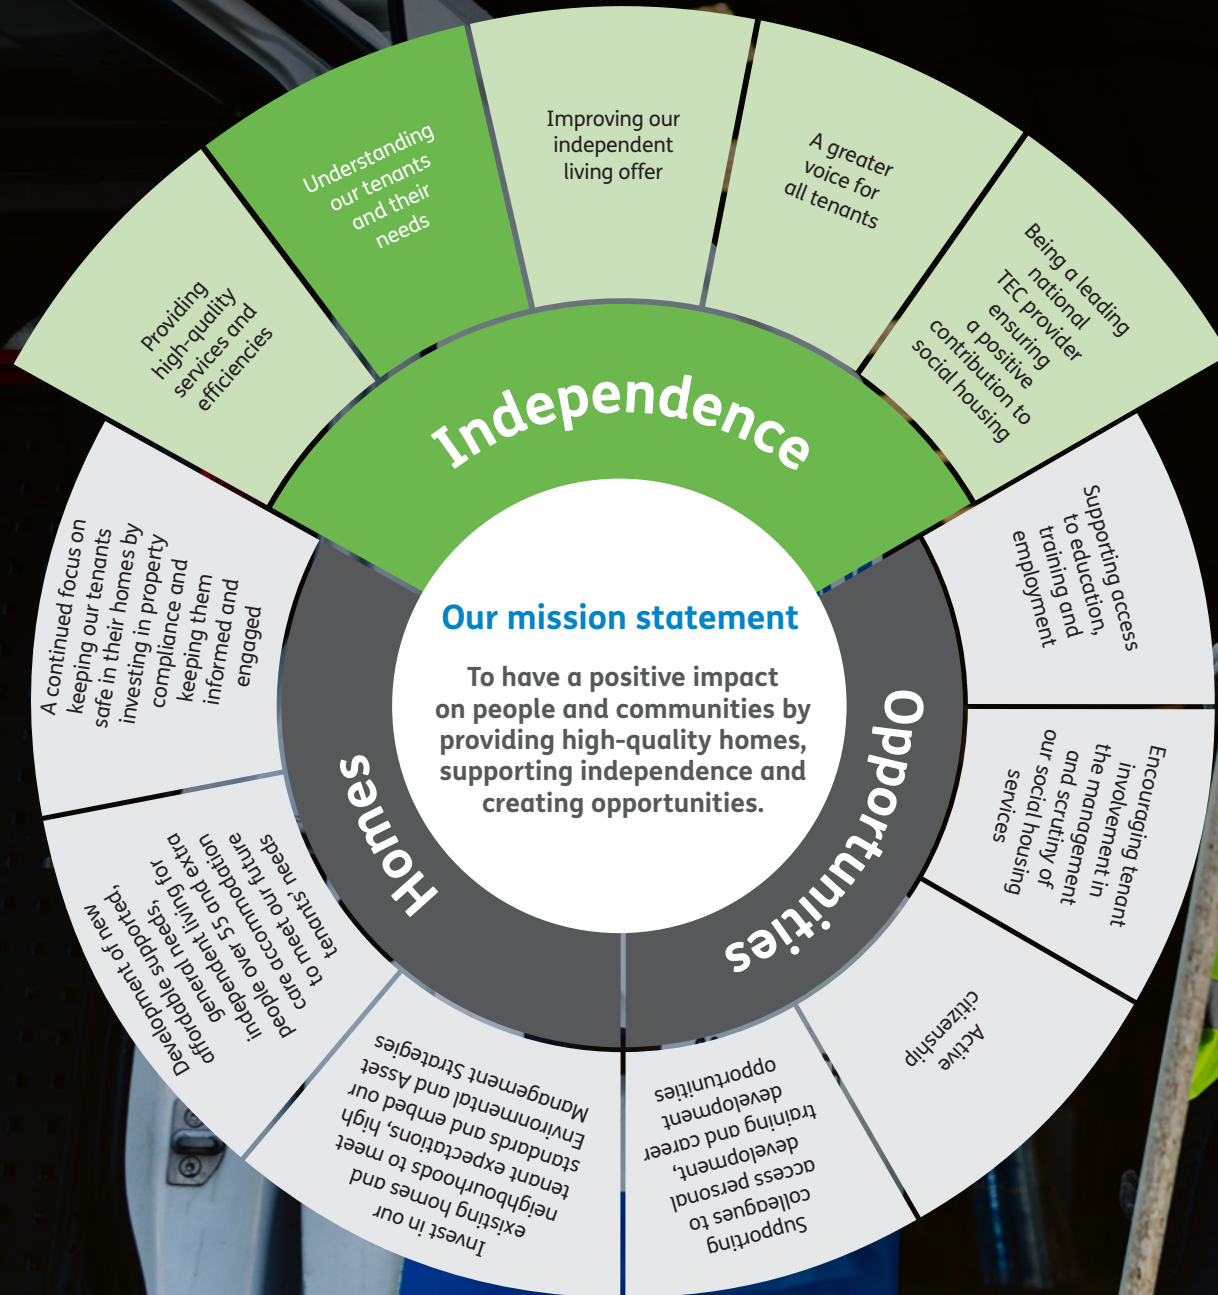 Providing
high-quality
services and
efficiencies
Understanding
our tenants
and their
needs
Improving our
independent
living offer
A greater
voice for
all tenants
Being a leading
national
TEC provider
ensuring
a positive
contribution to
social housing
Independence
Supporting access
to education,
training and
employment
Encouraging tenant
involvement in
the management
and scrutiny of
our social housing
services
Active
citizenship
Supporting
colleagues to
access personal
development,
training and career
development
opportunities
Opportunities
Invest in our
existing homes and
neighbourhoods to meet
tenant expectations, high
standards and embed our
Environmental and Asset
Management Strategies
Development of new
affordable supported,
general needs,
independent living for
people over 55 and extra
care accommodation
to meet our future
tenants' needs
A continued focus on
keeping our tenants
safe in their homes by
investing in property
compliance and
keeping them
informed and
engaged
Homes
Our mission statement
To have a positive impact
on people and communities by
providing high-quality homes,
supporting independence and
creating opportunities.